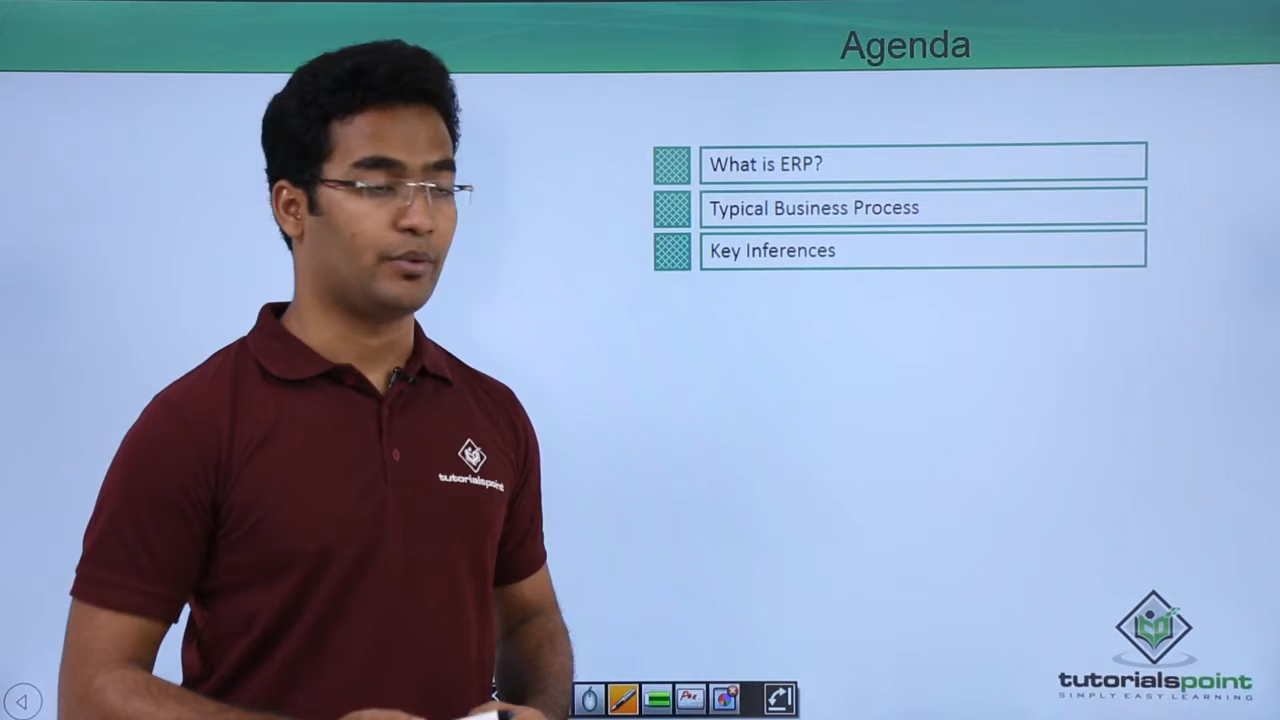 Agenda
What is ERP?
Typical Business Process
Key Inferences
tutorialspoint
tutorialspoint
SIMPLY EASY LEARNING